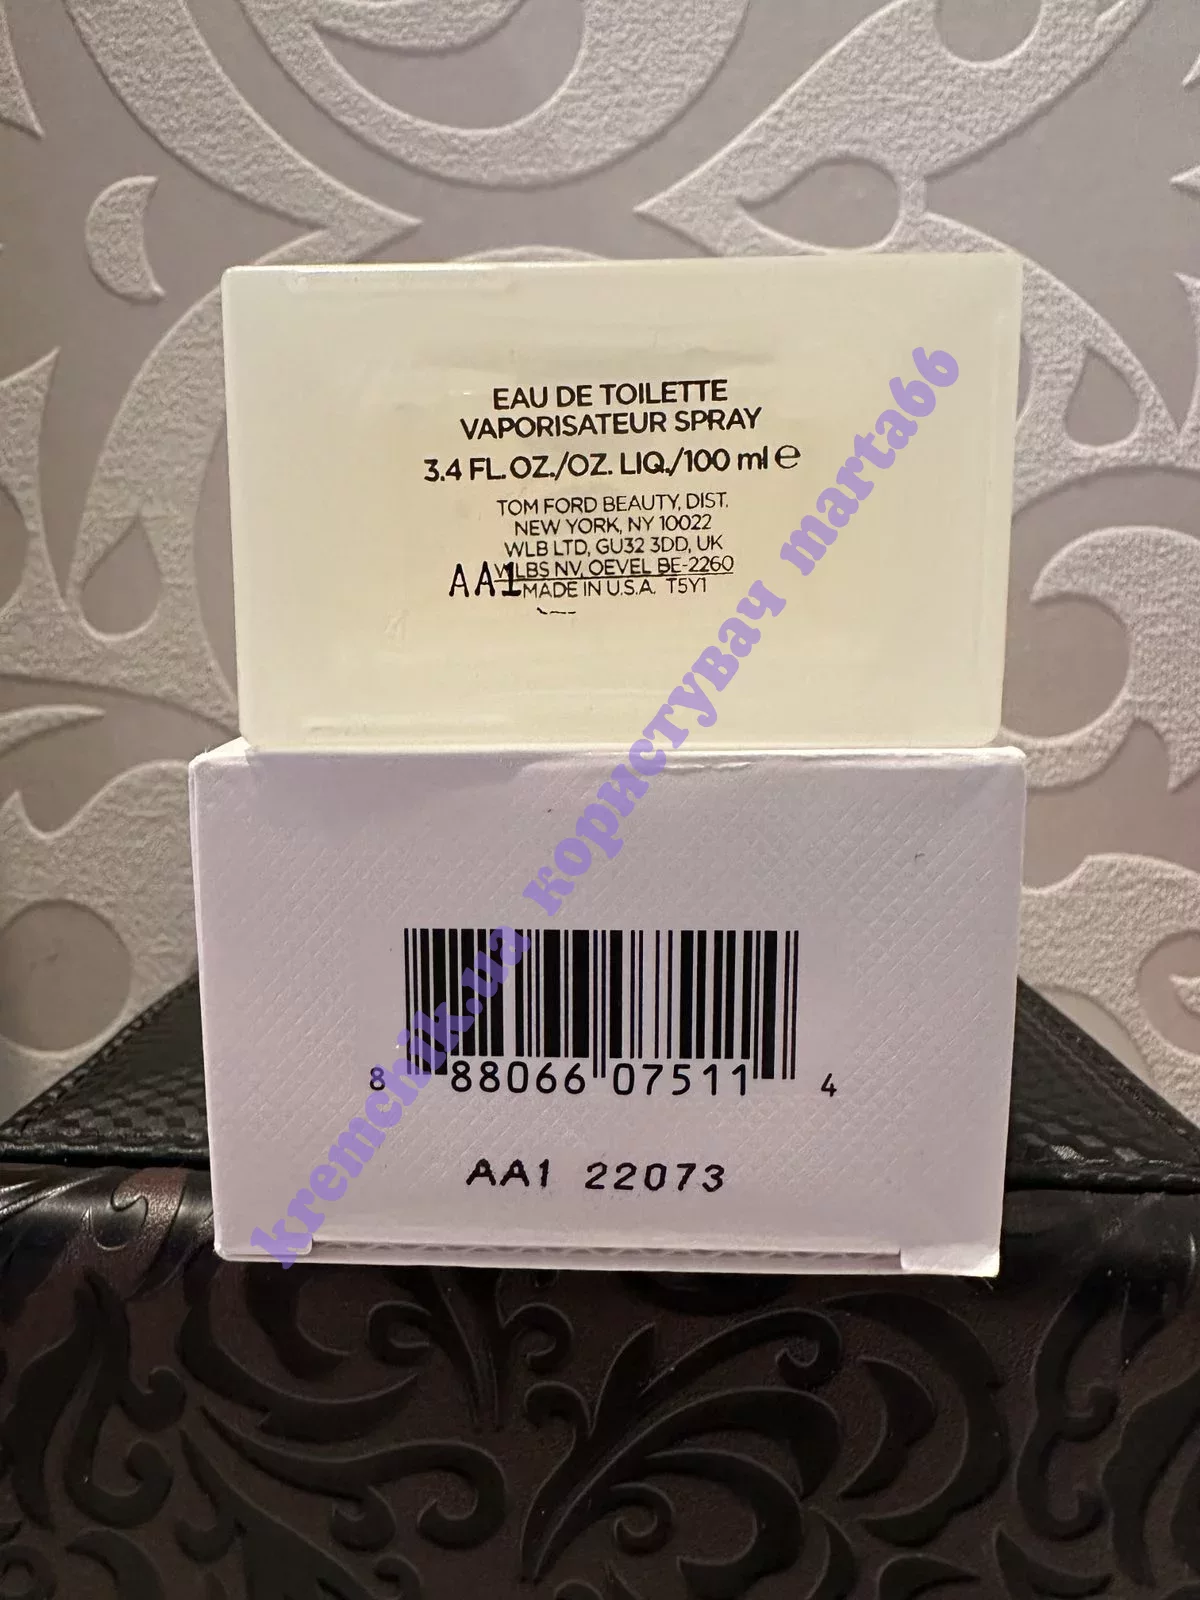 EAU DE TOILETTE
VAPORISATEUR SPRAY
3.4 FL. OZ./OZ. LIQ./100 ml ℮
TOM FORD BEAUTY, DIST.
NEW YORK, NY 10022
WLB LTD, GU32 3DD, UK
WLBS NV, OEVEL BE-2260
AA1
MADE IN U.S.A. T5Y1
kremchik.ua користувач marta66
8 88066 07511 4
AA1 22073